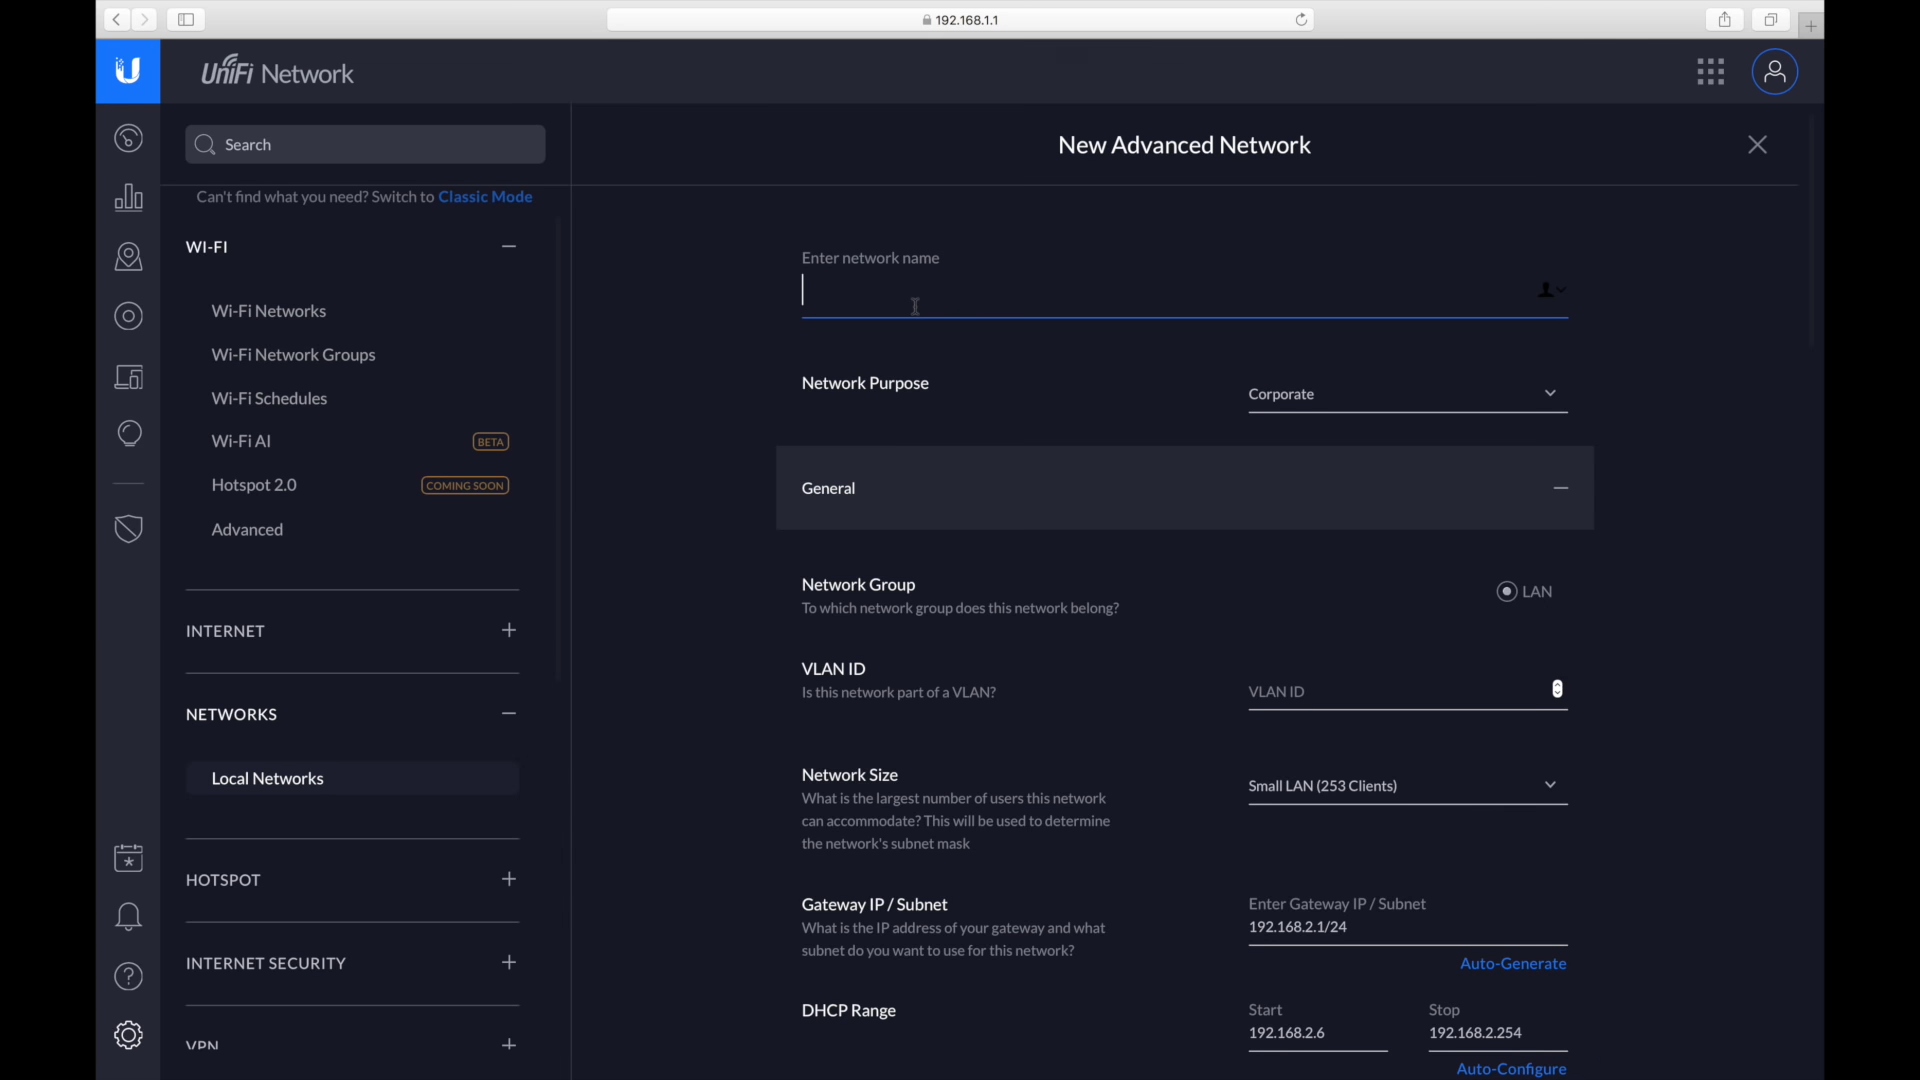 192.168.1.1
UniFi Network
Search
Can't find what you need? Switch to Classic Mode
WI-FI
Wi-Fi Networks
Wi-Fi Network Groups
Wi-Fi Schedules
Wi-Fi AI BETA
Hotspot 2.0 COMING SOON
Advanced
INTERNET
NETWORKS
Local Networks
HOTSPOT
INTERNET SECURITY
VPN
New Advanced Network
Enter network name
Network Purpose
Corporate
General
Network Group
To which network group does this network belong?
LAN
VLAN ID
Is this network part of a VLAN?
VLAN ID
Network Size
What is the largest number of users this network
can accommodate? This will be used to determine
the network's subnet mask
Small LAN (253 Clients)
Gateway IP / Subnet
What is the IP address of your gateway and what
subnet do you want to use for this network?
Enter Gateway IP / Subnet
192.168.2.1/24
Auto-Generate
DHCP Range
Start
192.168.2.6
Stop
192.168.2.254
Auto-Configure